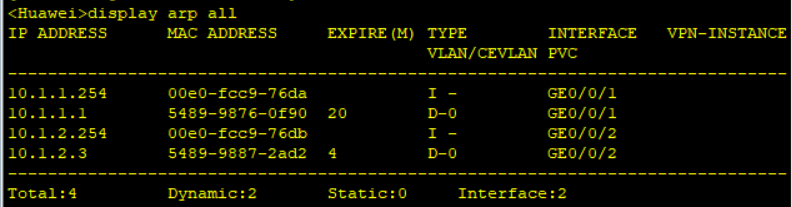 <Huawei>display arp all
IP ADDRESS      MAC ADDRESS     EXPIRE(M) TYPE        INTERFACE   VPN-INSTANCE
                                          VLAN/CEVLAN PVC
------------------------------------------------------------------------------
10.1.1.254      00e0-fcc9-76da            I -         GE0/0/1
10.1.1.1        5489-9876-0f90  20        D-0         GE0/0/1
10.1.2.254      00e0-fcc9-76db            I -         GE0/0/2
10.1.2.3        5489-9887-2ad2  4         D-0         GE0/0/2
------------------------------------------------------------------------------
Total:4         Dynamic:2       Static:0     Interface:2